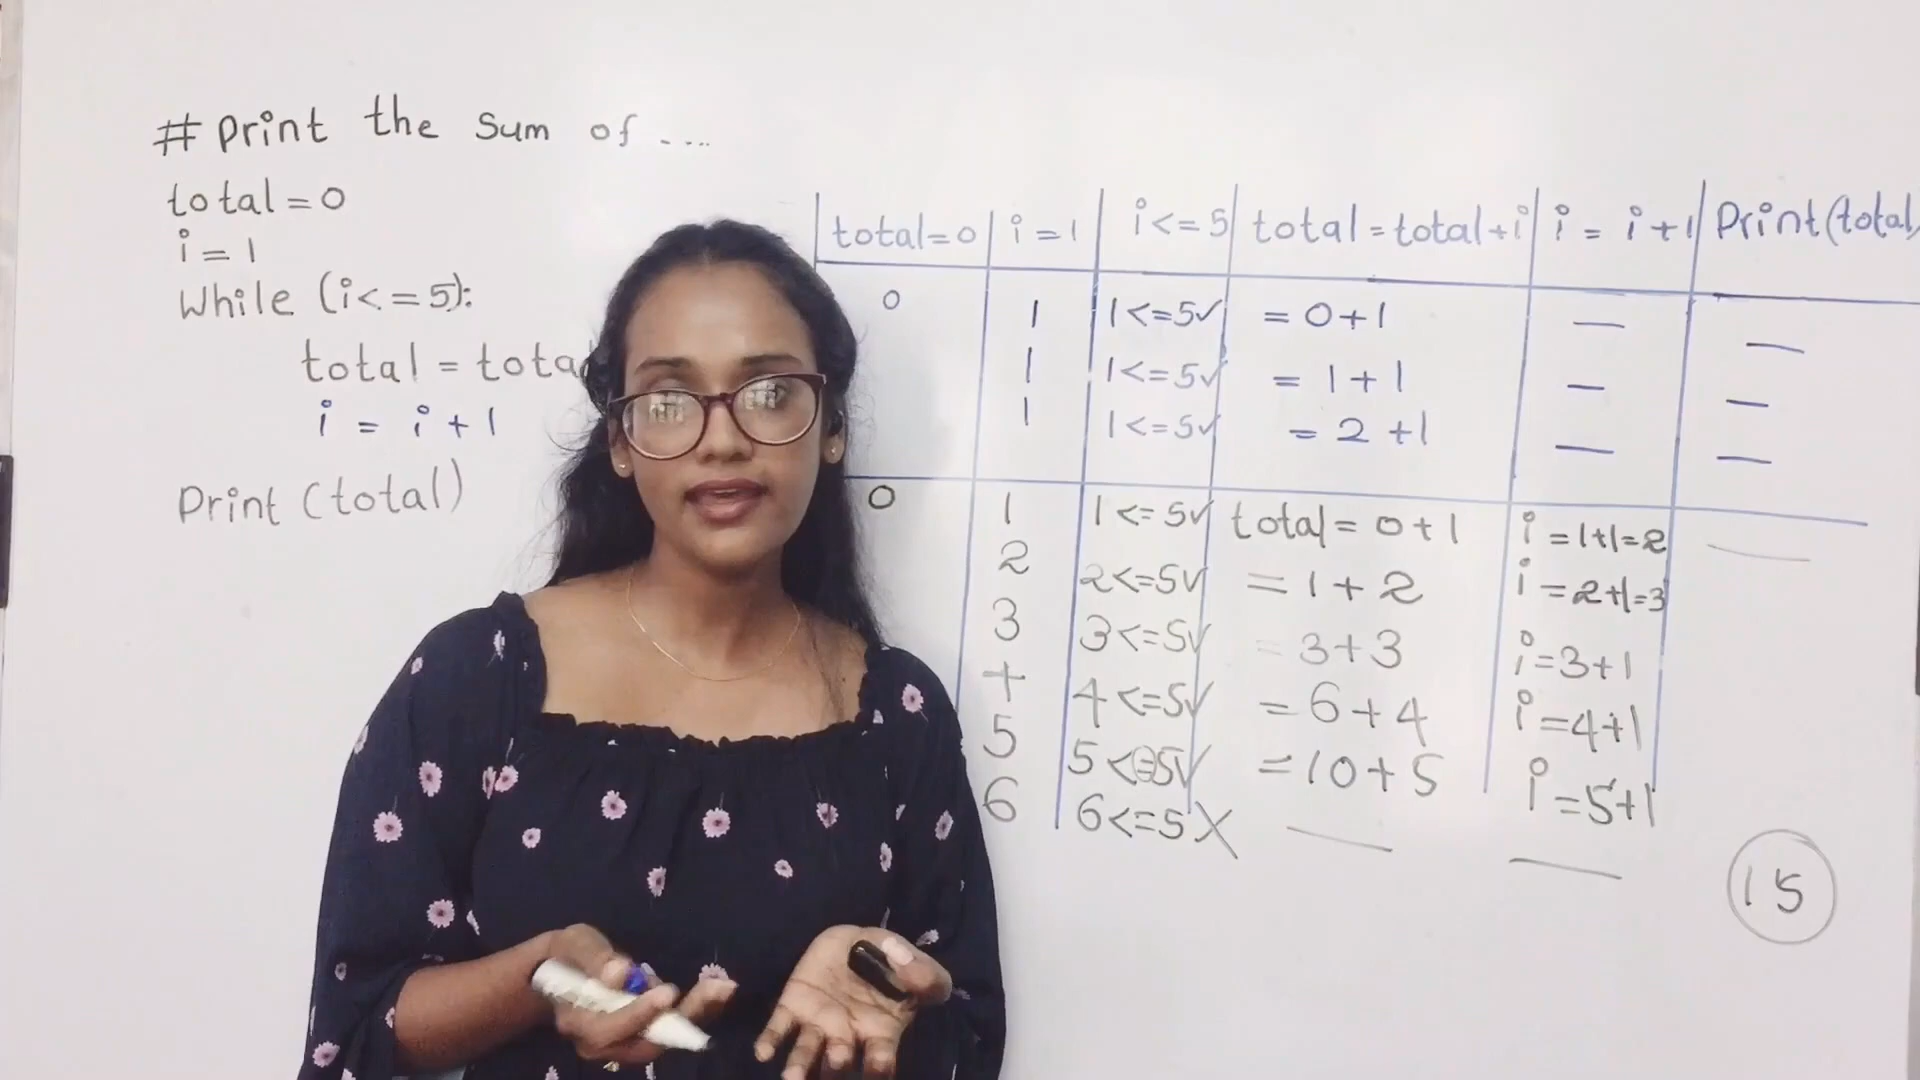 # Print the Sum of ....
total = 0
i = 1
While (i<=5):
total = total
i = i + 1
Print (total)
total=0 i=1 i<=5 total=total+i i = i+1 Print(total)
0 1 1<=5✓ = 0+1 — —
1 1<=5✓ = 1+1 — —
1 1<=5✓ = 2+1 — —
0 1 1<=5✓ total= 0+1 i=1+1=2 —
2 2<=5✓ = 1+2 i=2+1=3
3 3<=5✓ = 3+3 i=3+1
4 4<=5✓ = 6+4 i=4+1
5 5<=5✓ = 10+5 i=5+1
6 6<=5 X — —
15